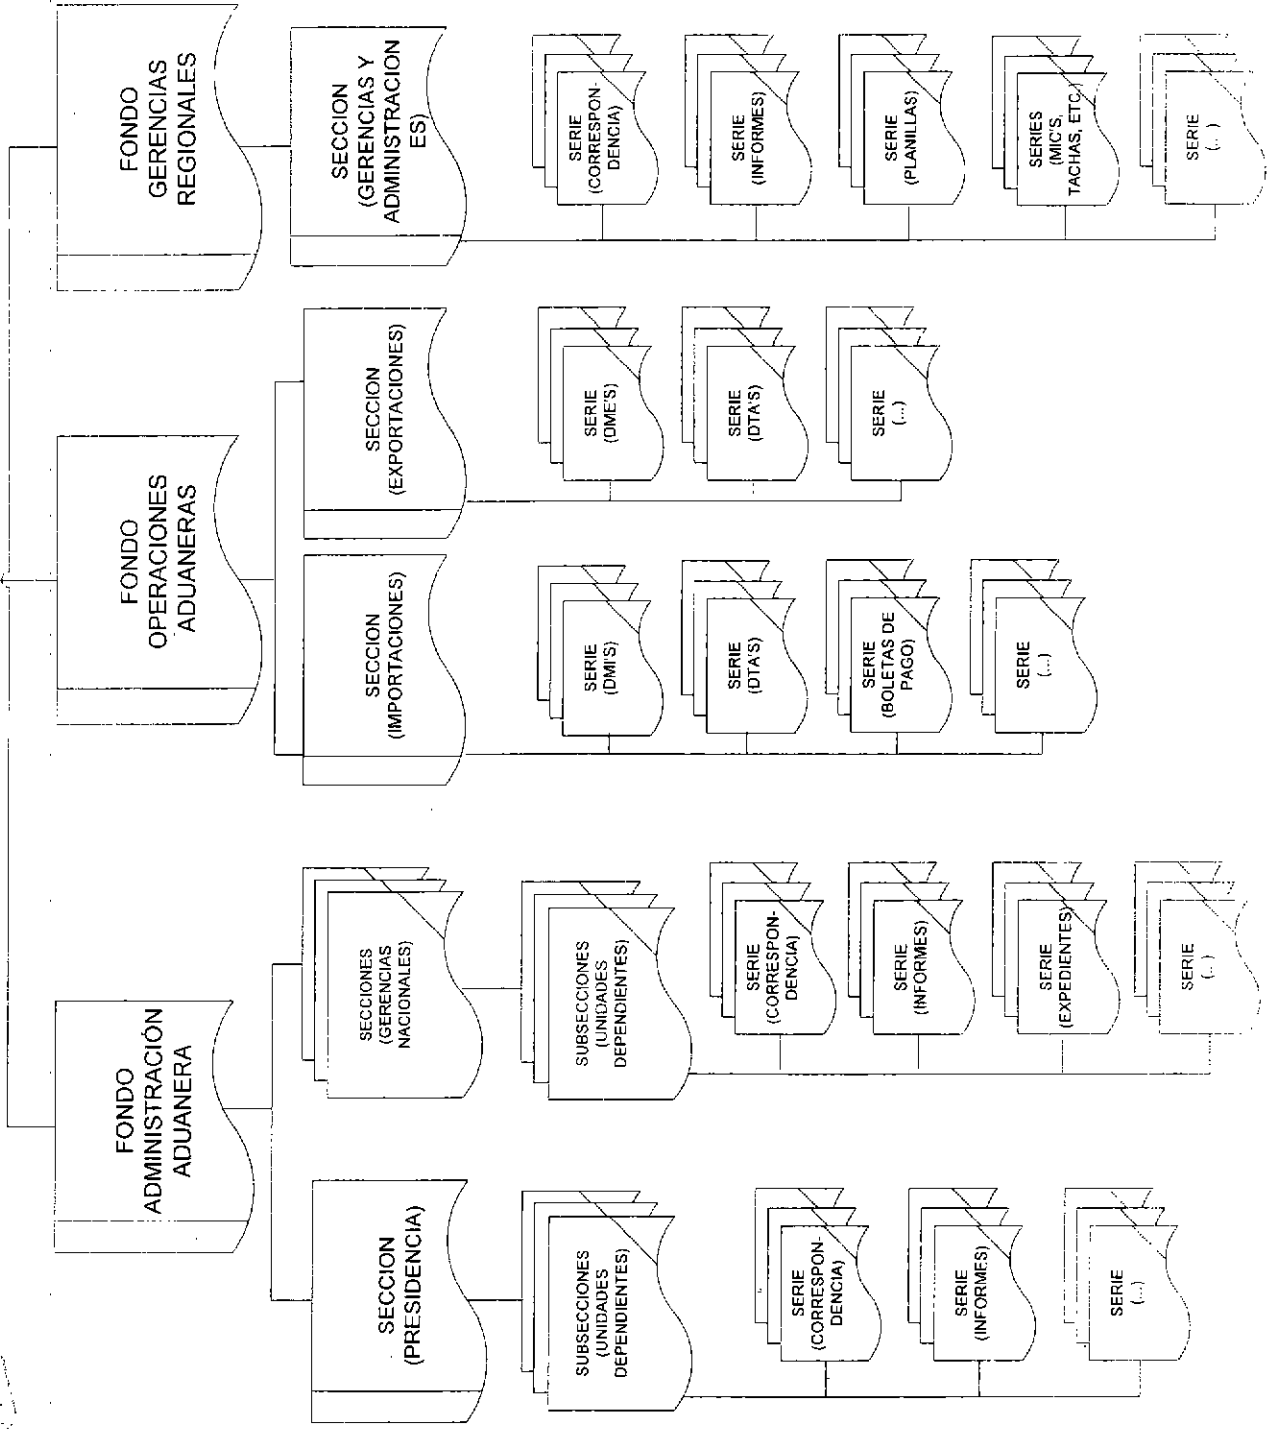 FONDO
ADMINISTRACIÓN
ADUANERA
FONDO
OPERACIONES
ADUANERAS
FONDO
GERENCIAS
REGIONALES
SECCION
(PRESIDENCIA)
SECCIONES
(GERENCIAS
NACIONALES)
SECCION
(IMPORTACIONES)
SECCION
(EXPORTACIONES)
SECCION
(GERENCIAS Y
ADMINISTRACION
ES)
SUBSECCIONES
(UNIDADES
DEPENDIENTES)
SUBSECCIONES
(UNIDADES
DEPENDIENTES)
SERIE
(CORRESPON-
DENCIA)
SERIE
(INFORMES)
SERIE
(...)
SERIE
(CORRESPON-
DENCIA)
SERIE
(INFORMES)
SERIE
(EXPEDIENTES)
SERIE
(...)
SERIE
(DMI'S)
SERIE
(DTA'S)
SERIE
(BOLETAS DE
PAGO)
SERIE
(...)
SERIE
(DME'S)
SERIE
(DTA'S)
SERIE
(...)
SERIE
(CORRESPON-
DENCIA)
SERIE
(INFORMES)
SERIE
(PLANILLAS)
SERIES
(MIC'S,
TACHAS, ETC.)
SERIE
(...)